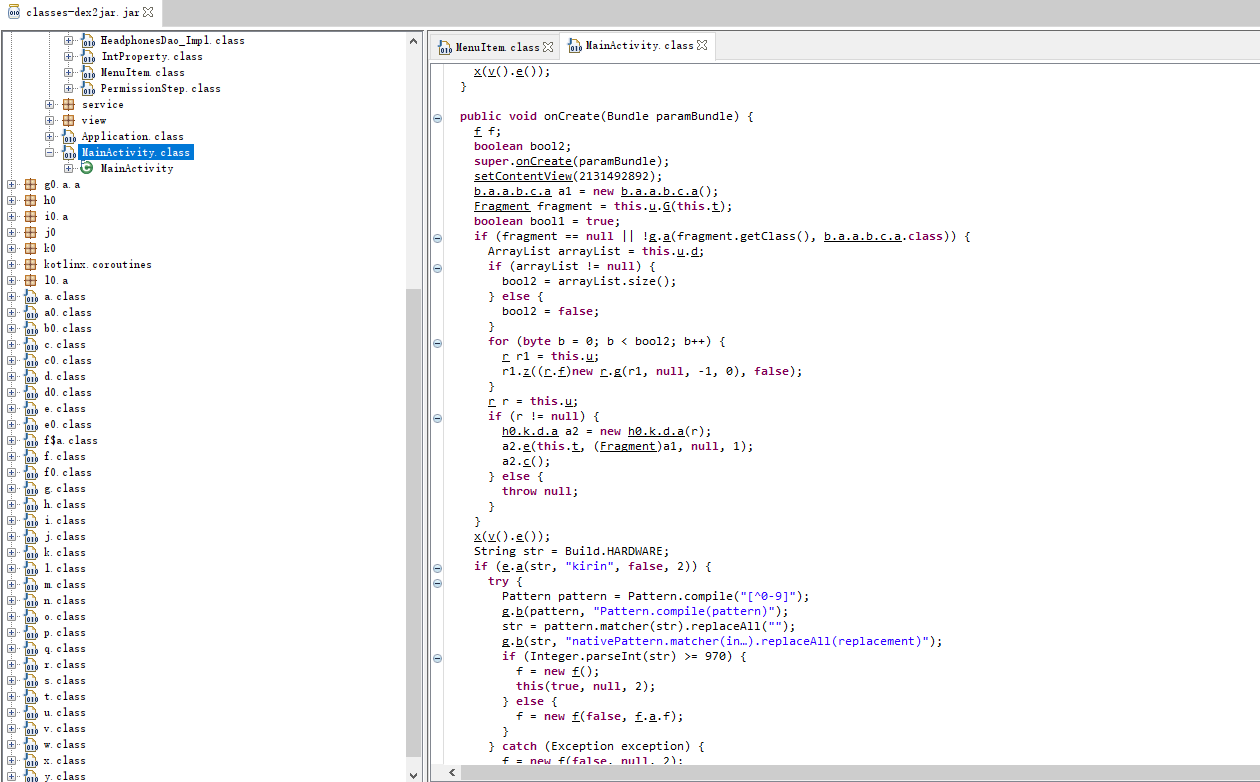 classes-dex2jar.jar
HeadphonesDao_Impl.class
IntProperty.class
MenuItem.class
PermissionStep.class
service
view
Application.class
MainActivity.class
MainActivity
g0.a.a
h0
i0.a
j0
k0
kotlinx.coroutines
l0.a
a.class
a0.class
b0.class
c.class
c0.class
d.class
d0.class
e.class
e0.class
f$a.class
f.class
f0.class
g.class
h.class
i.class
j.class
k.class
l.class
m.class
n.class
o.class
p.class
q.class
r.class
s.class
t.class
u.class
v.class
w.class
x.class
y.class
MenuItem.class
MainActivity.class
x(v().e());
}
public void onCreate(Bundle paramBundle) {
f f;
boolean bool2;
super.onCreate(paramBundle);
setContentView(2131492892);
b.a.a.b.c.a a1 = new b.a.a.b.c.a();
Fragment fragment = this.u.G(this.t);
boolean bool1 = true;
if (fragment == null || !g.a(fragment.getClass(), b.a.a.b.c.a.class)) {
ArrayList arrayList = this.u.d;
if (arrayList != null) {
bool2 = arrayList.size();
} else {
bool2 = false;
}
for (byte b = 0; b < bool2; b++) {
r r1 = this.u;
r1.z((r.f)new r.g(r1, null, -1, 0), false);
}
r r = this.u;
if (r != null) {
h0.k.d.a a2 = new h0.k.d.a(r);
a2.e(this.t, (Fragment)a1, null, 1);
a2.c();
} else {
throw null;
}
}
x(v().e());
String str = Build.HARDWARE;
if (e.a(str, "kirin", false, 2)) {
try {
Pattern pattern = Pattern.compile("[^0-9]");
g.b(pattern, "Pattern.compile(pattern)");
str = pattern.matcher(str).replaceAll("");
g.b(str, "nativePattern.matcher(in…).replaceAll(replacement)");
if (Integer.parseInt(str) >= 970) {
f = new f();
this(true, null, 2);
} else {
f = new f(false, f.a.f);
}
} catch (Exception exception) {
f = new f(false, null, 2);